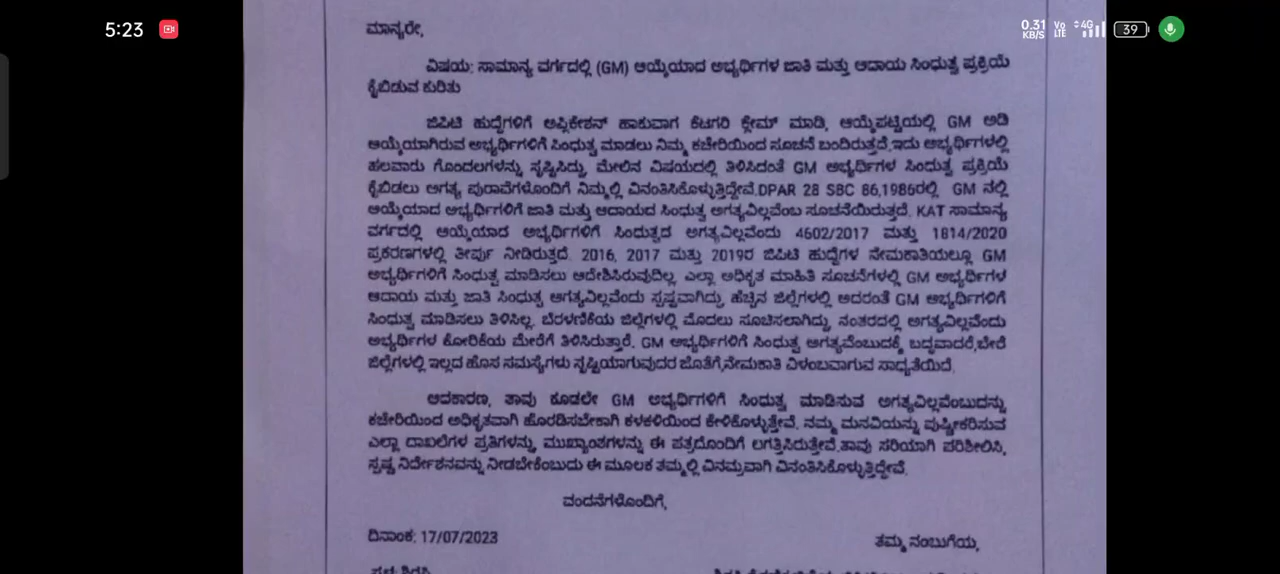 5:23
0.31 KB/S Vo LTE 4G 39
ಮಾನ್ಯರೇ,
ವಿಷಯ: ಸಾಮಾನ್ಯ ವರ್ಗದಲ್ಲಿ (GM) ಆಯ್ಕೆಯಾದ ಅಭ್ಯರ್ಥಿಗಳ ಜಾತಿ ಮತ್ತು ಆದಾಯ ಸಿಂಧುತ್ವ ಪ್ರಕ್ರಿಯೆ
ಕೈಬಿಡುವ ಕುರಿತು
ಜಿಪಿಟಿ ಹುದ್ದೆಗಳಿಗೆ ಅಪ್ಲಿಕೇಶನ್ ಹಾಕುವಾಗ ಕೆಟಗರಿ ಕ್ಲೇಮ್ ಮಾಡಿ, ಆಯ್ಕೆಪಟ್ಟಿಯಲ್ಲಿ GM ಅಡಿ
ಆಯ್ಕೆಯಾಗಿರುವ ಅಭ್ಯರ್ಥಿಗಳಿಗೆ ಸಿಂಧುತ್ವ ಮಾಡಲು ನಿಮ್ಮ ಕಚೇರಿಯಿಂದ ಸೂಚನೆ ಬಂದಿರುತ್ತದೆ,ಇದು ಅಭ್ಯರ್ಥಿಗಳಲ್ಲಿ
ಹಲವಾರು ಗೊಂದಲಗಳನ್ನು ಸೃಷ್ಟಿಸಿದ್ದು, ಮೇಲಿನ ವಿಷಯದಲ್ಲಿ ತಿಳಿಸಿದಂತೆ GM ಅಭ್ಯರ್ಥಿಗಳ ಸಿಂಧುತ್ವ ಪ್ರಕ್ರಿಯೆ
ಕೈಬಿಡಲು ಅಗತ್ಯ ಪುರಾವೆಗಳೊಂದಿಗೆ ನಿಮ್ಮಲ್ಲಿ ವಿನಂತಿಸಿಕೊಳ್ಳುತ್ತಿದ್ದೇವೆ.DPAR 28 SBC 86,1986ರಲ್ಲಿ GM ನಲ್ಲಿ
ಆಯ್ಕೆಯಾದ ಅಭ್ಯರ್ಥಿಗಳಿಗೆ ಜಾತಿ ಮತ್ತು ಆದಾಯದ ಸಿಂಧುತ್ವ ಅಗತ್ಯವಿಲ್ಲವೆಂಬ ಸೂಚನೆಯಿರುತ್ತದೆ. KAT ಸಾಮಾನ್ಯ
ವರ್ಗದಲ್ಲಿ ಆಯ್ಕೆಯಾದ ಅಭ್ಯರ್ಥಿಗಳಿಗೆ ಸಿಂಧುತ್ವದ ಅಗತ್ಯವಿಲ್ಲವೆಂದು 4602/2017 ಮತ್ತು 1814/2020
ಪ್ರಕರಣಗಳಲ್ಲಿ ತೀರ್ಪು ನೀಡಿರುತ್ತದೆ. 2016, 2017 ಮತ್ತು 2019ರ ಜಿಪಿಟಿ ಹುದ್ದೆಗಳ ನೇಮಕಾತಿಯಲ್ಲೂ GM
ಅಭ್ಯರ್ಥಿಗಳಿಗೆ ಸಿಂಧುತ್ವ ಮಾಡಿಸಲು ಆದೇಶಿಸಿರುವುದಿಲ್ಲ. ಎಲ್ಲಾ ಅಧಿಕೃತ ಮಾಹಿತಿ ಸೂಚನೆಗಳಲ್ಲಿ GM ಅಭ್ಯರ್ಥಿಗಳ
ಆದಾಯ ಮತ್ತು ಜಾತಿ ಸಿಂಧುತ್ವ ಅಗತ್ಯವಿಲ್ಲವೆಂದು ಸ್ಪಷ್ಟವಾಗಿದ್ದು, ಹೆಚ್ಚಿನ ಜಿಲ್ಲೆಗಳಲ್ಲಿ ಅದರಂತೆ GM ಅಭ್ಯರ್ಥಿಗಳಿಗೆ
ಸಿಂಧುತ್ವ ಮಾಡಿಸಲು ತಿಳಿಸಿಲ್ಲ. ಬೆರಳಣಿಕೆಯ ಜಿಲ್ಲೆಗಳಲ್ಲಿ ಮೊದಲು ಸೂಚಿಸಲಾಗಿದ್ದು, ನಂತರದಲ್ಲಿ ಅಗತ್ಯವಿಲ್ಲವೆಂದು
ಅಭ್ಯರ್ಥಿಗಳ ಕೋರಿಕೆಯ ಮೇರೆಗೆ ತಿಳಿಸಿರುತ್ತಾರೆ. GM ಅಭ್ಯರ್ಥಿಗಳಿಗೆ ಸಿಂಧುತ್ವ ಅಗತ್ಯವೆಂಬುದಕ್ಕೆ ಬದ್ಧವಾದರೆ,ಬೇರೆ
ಜಿಲ್ಲೆಗಳಲ್ಲಿ ಇಲ್ಲದ ಹೊಸ ಸಮಸ್ಯೆಗಳು ಸೃಷ್ಟಿಯಾಗುವುದರ ಜೊತೆಗೆ,ನೇಮಕಾತಿ ವಿಳಂಬವಾಗುವ ಸಾಧ್ಯತೆಯಿದೆ.
ಆದಕಾರಣ, ತಾವು ಕೂಡಲೇ GM ಅಭ್ಯರ್ಥಿಗಳಿಗೆ ಸಿಂಧುತ್ವ ಮಾಡಿಸುವ ಅಗತ್ಯವಿಲ್ಲವೆಂಬುದನ್ನು
ಕಚೇರಿಯಿಂದ ಅಧಿಕೃತವಾಗಿ ಹೊರಡಿಸಬೇಕಾಗಿ ಕಳಕಳಿಯಿಂದ ಕೇಳಿಕೊಳ್ಳುತ್ತೇವೆ. ನಮ್ಮ ಮನವಿಯನ್ನು ಪುಷ್ಟೀಕರಿಸುವ
ಎಲ್ಲಾ ದಾಖಲೆಗಳ ಪ್ರತಿಗಳನ್ನು, ಮುಖ್ಯಾಂಶಗಳನ್ನು ಈ ಪತ್ರದೊಂದಿಗೆ ಲಗತ್ತಿಸಿರುತ್ತೇವೆ.ತಾವು ಸರಿಯಾಗಿ ಪರಿಶೀಲಿಸಿ,
ಸ್ಪಷ್ಟ ನಿರ್ದೇಶನವನ್ನು ನೀಡಬೇಕೆಂಬುದು ಈ ಮೂಲಕ ತಮ್ಮಲ್ಲಿ ವಿನಮ್ರವಾಗಿ ವಿನಂತಿಸಿಕೊಳ್ಳುತ್ತಿದ್ದೇವೆ.
ವಂದನೆಗಳೊಂದಿಗೆ,
ದಿನಾಂಕ: 17/07/2023
ತಮ್ಮ ನಂಬುಗೆಯ,